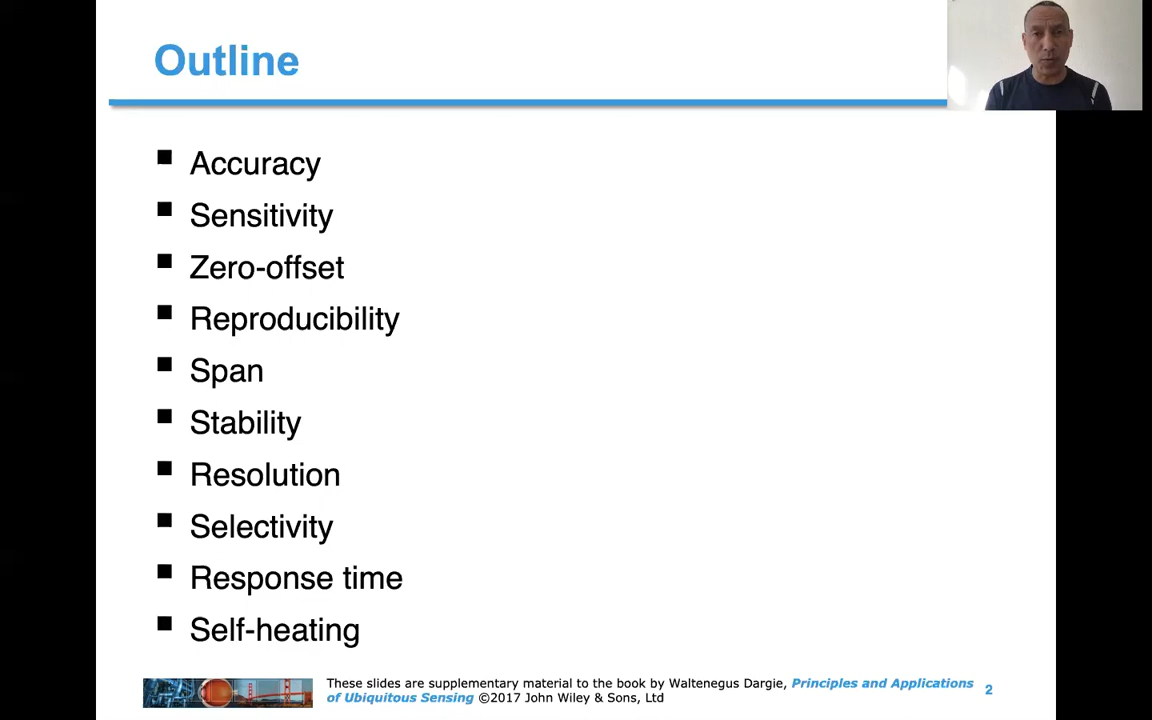 Outline
Accuracy
Sensitivity
Zero-offset
Reproducibility
Span
Stability
Resolution
Selectivity
Response time
Self-heating
These slides are supplementary material to the book by Waltenegus Dargie, Principles and Applications
of Ubiquitous Sensing ©2017 John Wiley & Sons, Ltd
2